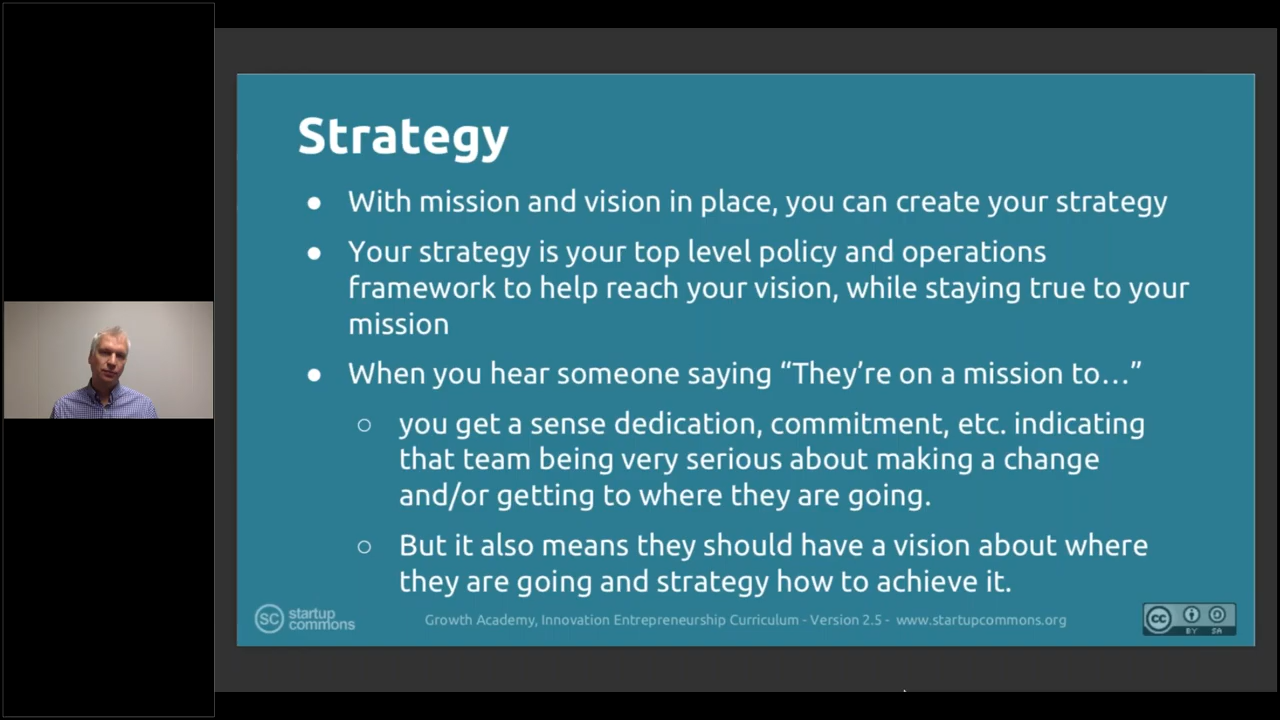 Strategy
● With mission and vision in place, you can create your strategy
● Your strategy is your top level policy and operations
framework to help reach your vision, while staying true to your
mission
● When you hear someone saying “They’re on a mission to…”
○ you get a sense dedication, commitment, etc. indicating
that team being very serious about making a change
and/or getting to where they are going.
○ But it also means they should have a vision about where
they are going and strategy how to achieve it.
SC startup
commons
Growth Academy, Innovation Entrepreneurship Curriculum - Version 2.5 - www.startupcommons.org
cc
BY SA